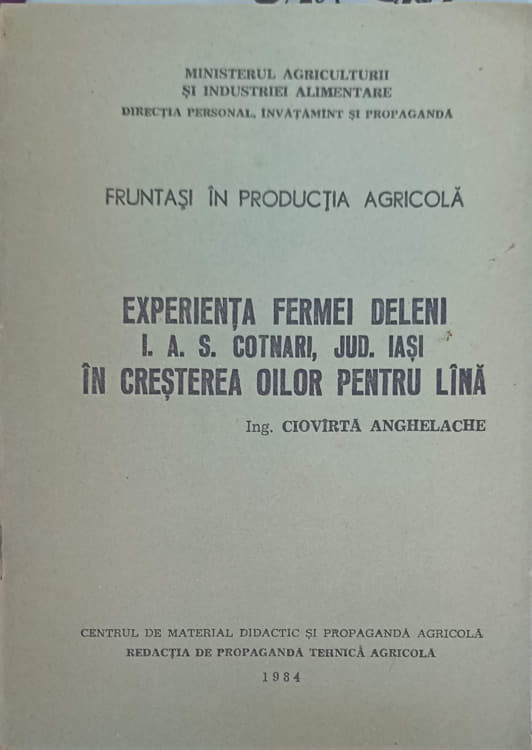 MINISTERUL AGRICULTURII
ȘI INDUSTRIEI ALIMENTARE
DIRECȚIA PERSONAL, ÎNVĂȚĂMÎNT ȘI PROPAGANDĂ
FRUNTAȘI ÎN PRODUCȚIA AGRICOLĂ
EXPERIENȚA FERMEI DELENI
I. A. S. COTNARI, JUD. IAȘI
ÎN CREȘTEREA OILOR PENTRU LÎNĂ
Ing. CIOVÎRTĂ ANGHELACHE
CENTRUL DE MATERIAL DIDACTIC ȘI PROPAGANDĂ AGRICOLĂ
REDACȚIA DE PROPAGANDĂ TEHNICĂ AGRICOLĂ
1984